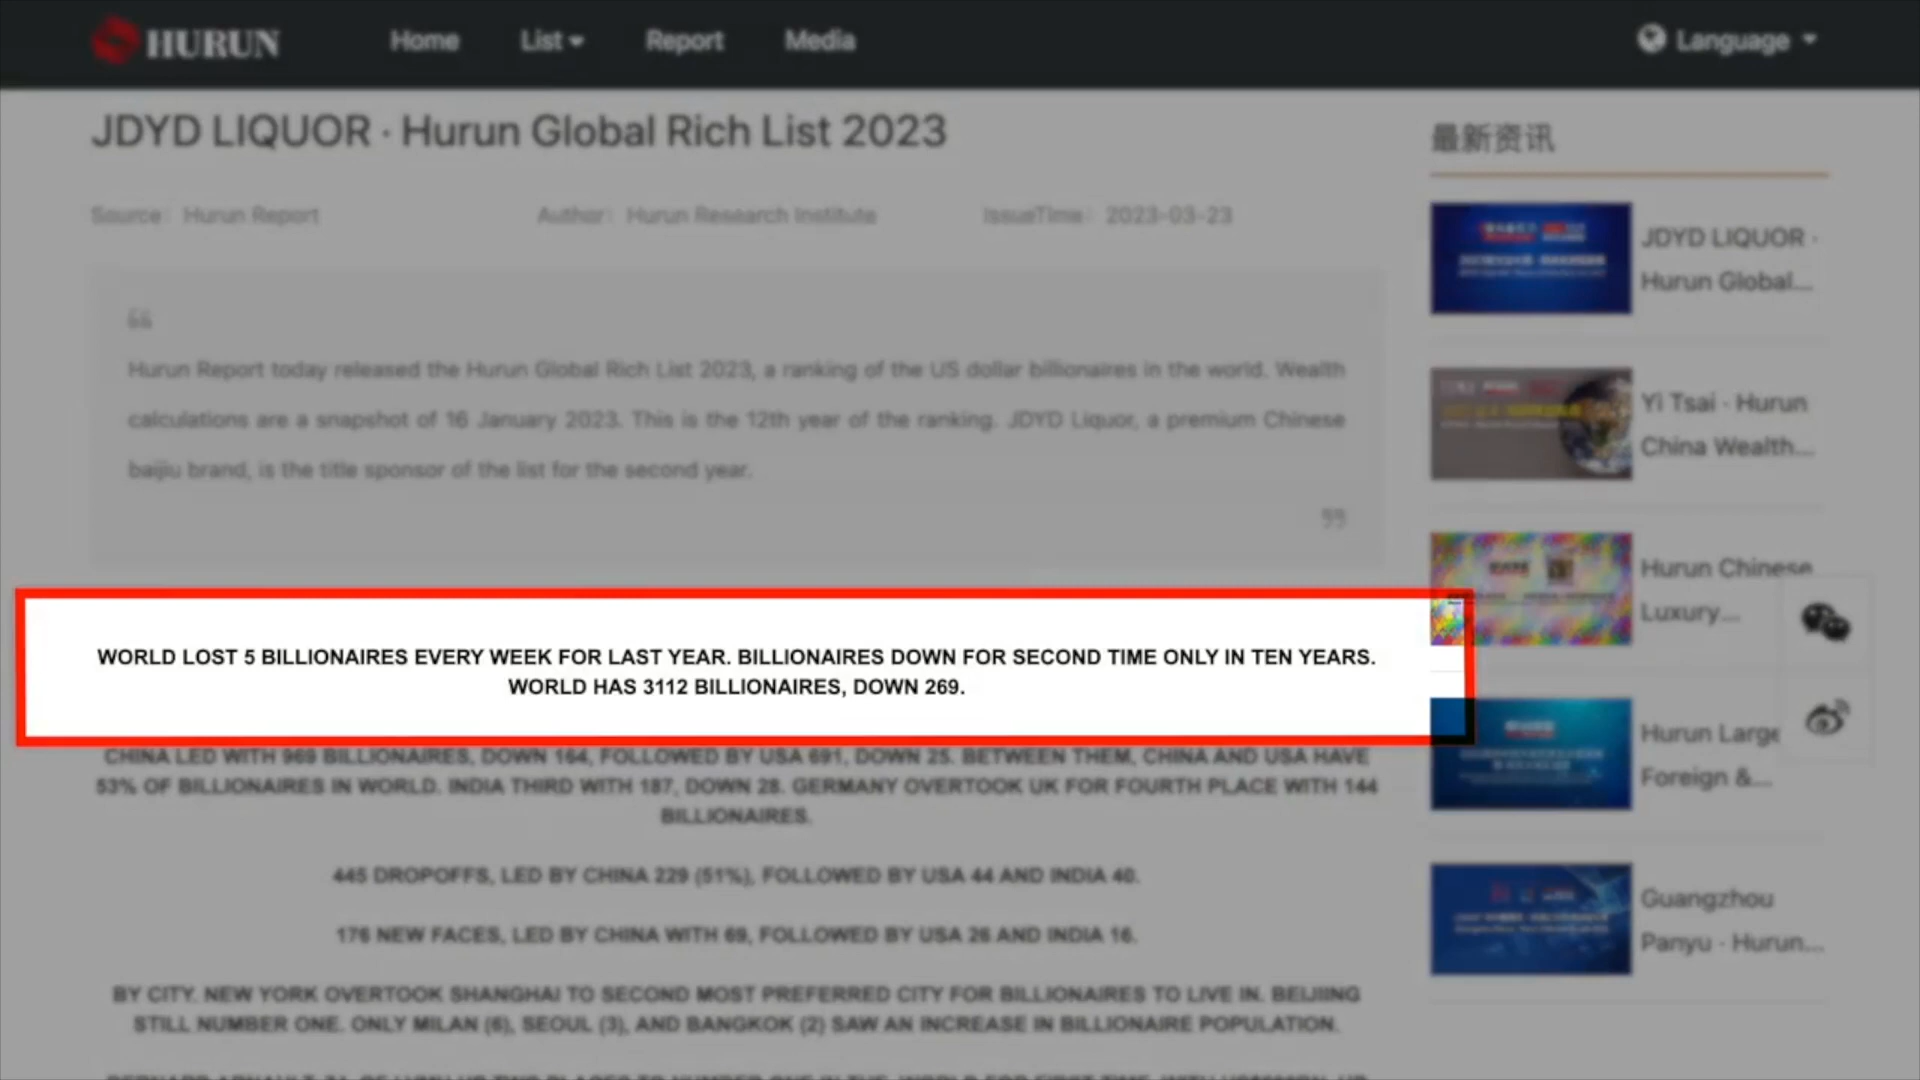 HURUN
Home
List
Report
Media
Language
JDYD LIQUOR · Hurun Global Rich List 2023
最新资讯
Source: Hurun Report
Author: Hurun Research Institute
IssueTime: 2023-03-23
Hurun Report today released the Hurun Global Rich List 2023, a ranking of the US dollar billionaires in the world. Wealth
calculations are a snapshot of 16 January 2023. This is the 12th year of the ranking. JDYD Liquor, a premium Chinese
baijiu brand, is the title sponsor of the list for the second year.
WORLD LOST 5 BILLIONAIRES EVERY WEEK FOR LAST YEAR. BILLIONAIRES DOWN FOR SECOND TIME ONLY IN TEN YEARS.
WORLD HAS 3112 BILLIONAIRES, DOWN 269.
CHINA LED WITH 969 BILLIONAIRES, DOWN 164, FOLLOWED BY USA 691, DOWN 25. BETWEEN THEM, CHINA AND USA HAVE
53% OF BILLIONAIRES IN WORLD. INDIA THIRD WITH 187, DOWN 28. GERMANY OVERTOOK UK FOR FOURTH PLACE WITH 144
BILLIONAIRES.
445 DROPOFFS, LED BY CHINA 229 (51%), FOLLOWED BY USA 44 AND INDIA 40.
176 NEW FACES, LED BY CHINA WITH 69, FOLLOWED BY USA 26 AND INDIA 16.
BY CITY. NEW YORK OVERTOOK SHANGHAI TO SECOND MOST PREFERRED CITY FOR BILLIONAIRES TO LIVE IN. BEIJIING
STILL NUMBER ONE. ONLY MILAN (6), SEOUL (3), AND BANGKOK (2) SAW AN INCREASE IN BILLIONAIRE POPULATION.
JDYD LIQUOR ·
Hurun Global...
Yi Tsai · Hurun
China Wealth...
Hurun Chinese
Luxury...
Hurun Large
Foreign &...
Guangzhou
Panyu · Hurun...